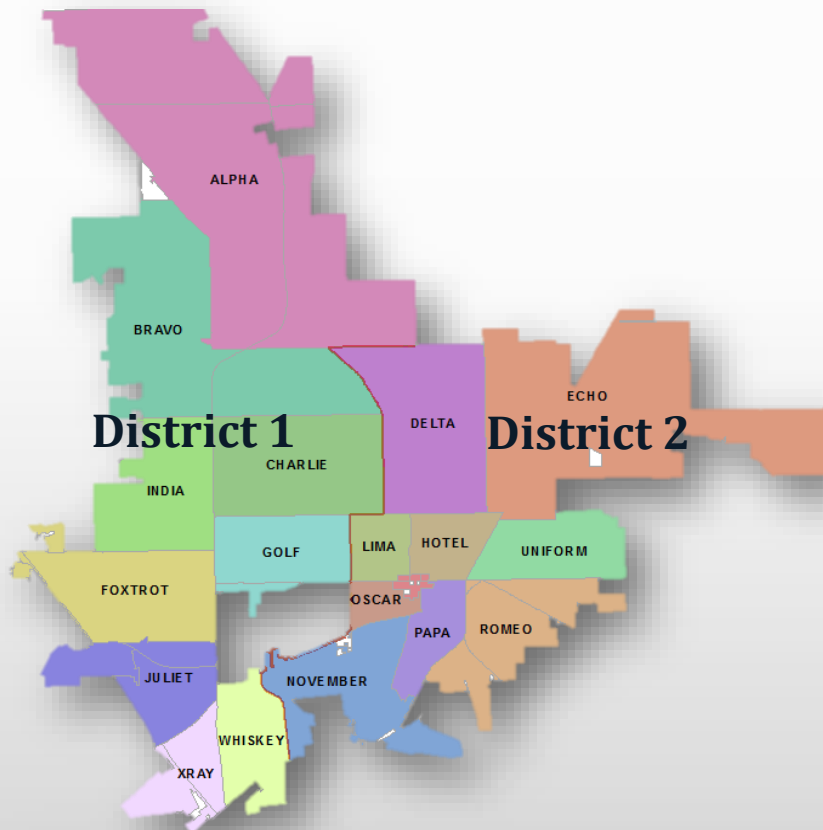 ALPHA
BRAVO
ECHO
DELTA
District 1
District 2
CHARLIE
INDIA
GOLF
LIMA
HOTEL
UNIFORM
FOXTROT
OSCAR
PAPA
ROMEO
JULIET
NOVEMBER
WHISKEY
XRAY